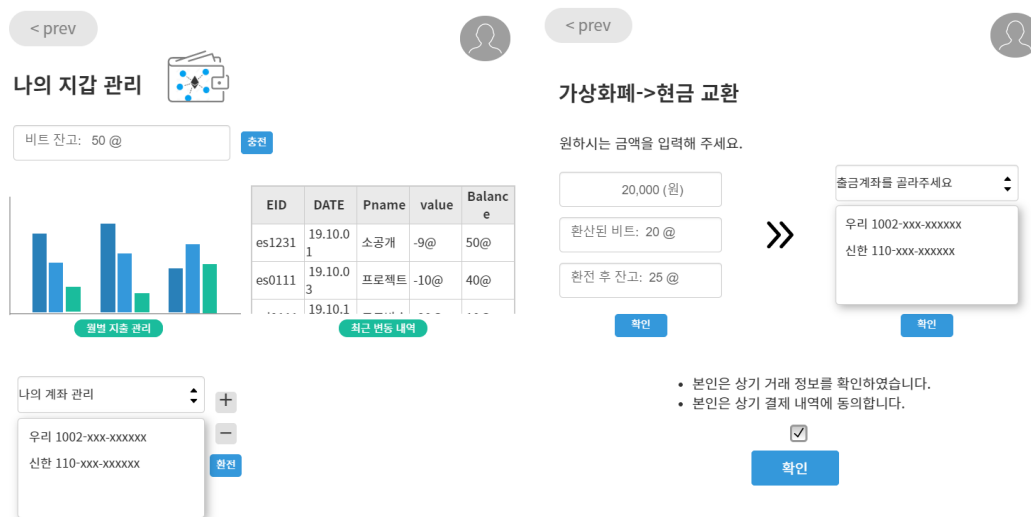 < prev
나의 지갑 관리
비트 잔고: 50 @
충전
EID DATE Pname value Balanc
e
es1231 19.10.0
1 소공개 -9@ 50@
es0111 19.10.0
3 프로젝트 -10@ 40@
19.10.1
월별 지출 관리
최근 변동 내역
나의 계좌 관리
+
우리 1002-xxx-xxxxxx
−
신한 110-xxx-xxxxxx
환전
< prev
가상화폐->현금 교환
원하시는 금액을 입력해 주세요.
20,000 (원)
환산된 비트: 20 @
환전 후 잔고: 25 @
확인
출금계좌를 골라주세요
우리 1002-xxx-xxxxxx
신한 110-xxx-xxxxxx
확인
• 본인은 상기 거래 정보를 확인하였습니다.
• 본인은 상기 결제 내역에 동의합니다.
확인